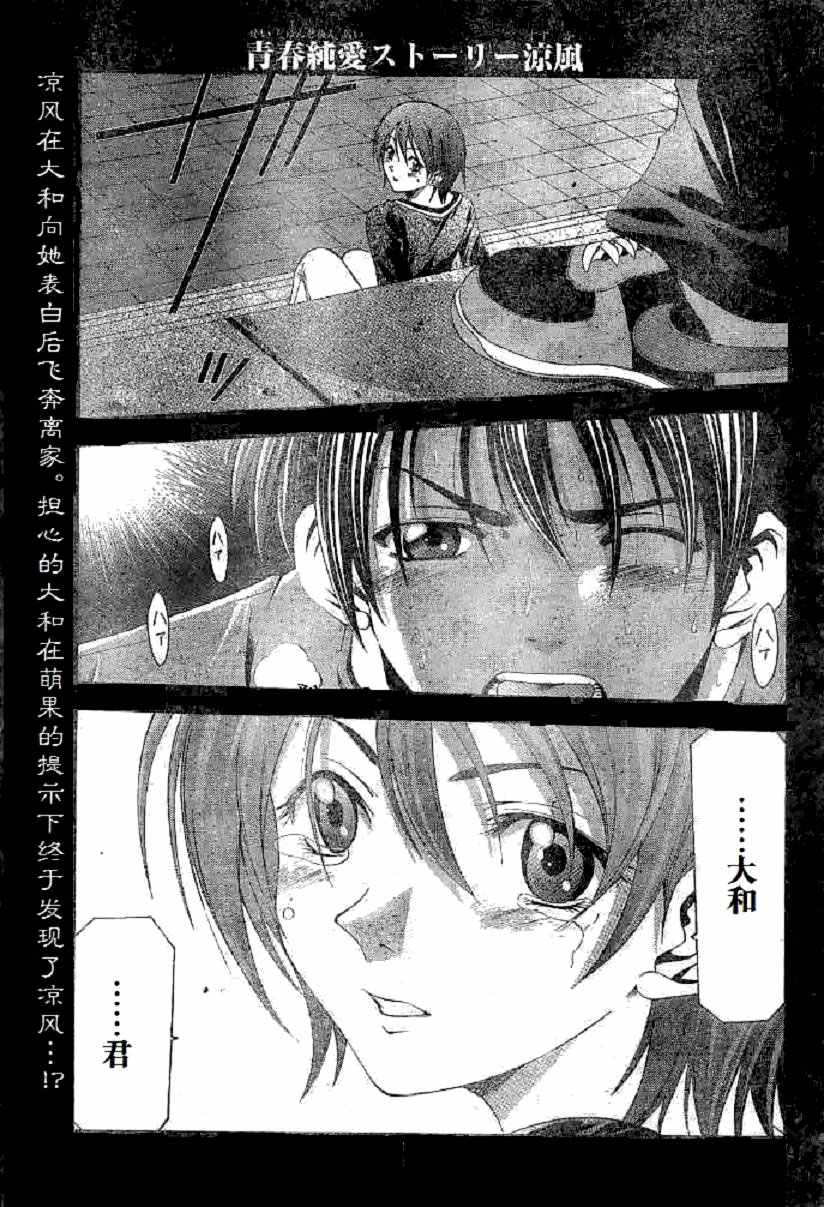 青春純愛ストーリー涼風
凉风在大和向她表白后飞奔离家。担心的大和在萌果的提示下终于发现了凉风…!?
ハァ
ハァ
ハァ
……大和
……君